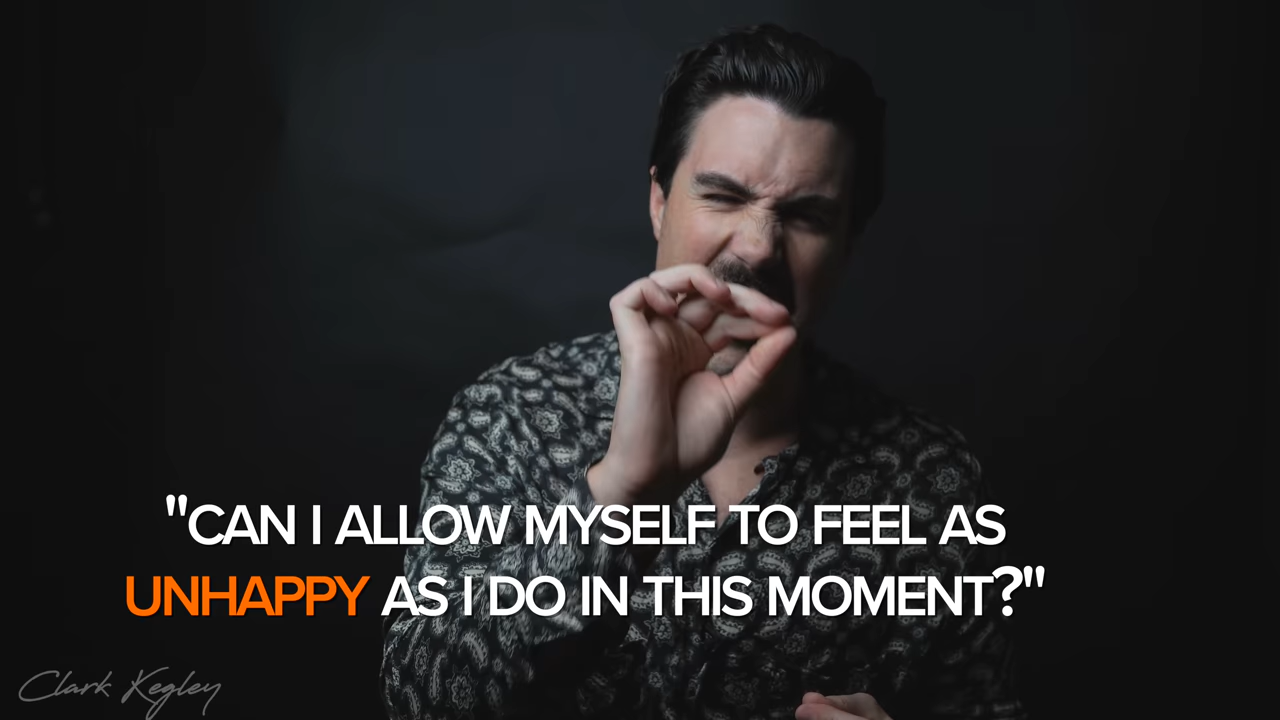 "CAN I ALLOW MYSELF TO FEEL AS
UNHAPPY AS I DO IN THIS MOMENT?"
Clark Kegley